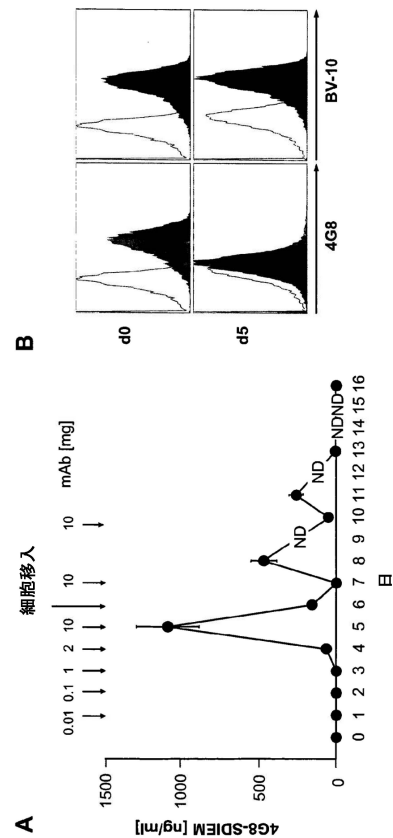 A
細胞移入
0.01 0.1 1 2 10 10 10 mAb [mg]
4G8-SDIEM [ng/ml]
1500
1000
500
0
ND
ND
NDND
0 1 2 3 4 5 6 7 8 9 10 11 12 13 14 15 16
日
B
d0
d5
4G8
BV-10